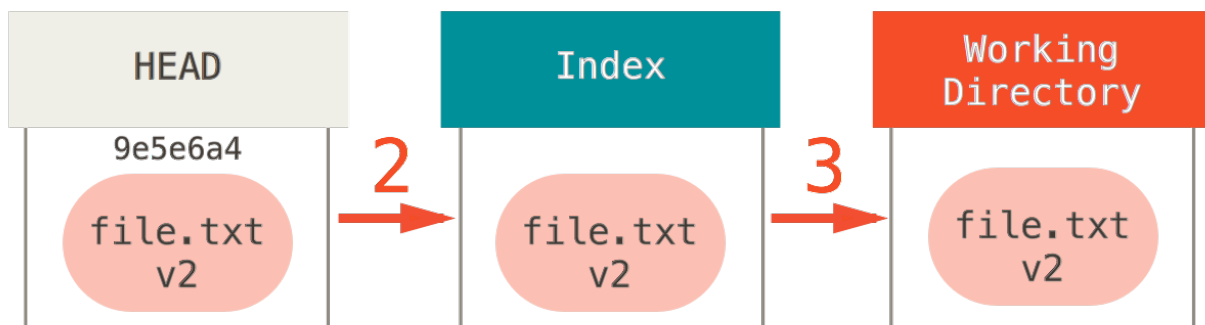 HEAD
Index
Working
Directory
9e5e6a4
2
3
file.txt
v2
file.txt
v2
file.txt
v2